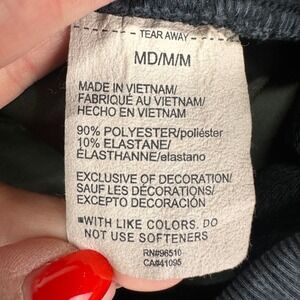 TEAR AWAY
MD/M/M
MADE IN VIETNAM/
FABRIQUÉ AU VIETNAM/
HECHO EN VIETNAM
90% POLYESTER/poliéster
10% ELASTANE/
ÉLASTHANNE/elastano
EXCLUSIVE OF DECORATION/
SAUF LES DÉCORATIONS/
EXCEPTO DECORACIÓN
■WITH LIKE COLORS. DO
NOT USE SOFTENERS
RN#96510
CA#41095